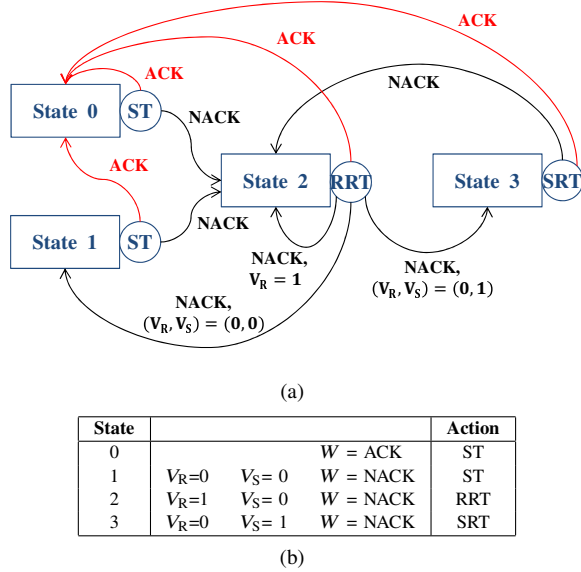 ACK
ACK
NACK
State 0 ST
NACK
ACK
State 2 RRT
State 3 SRT
NACK
State 1 ST
NACK,
V_R = 1
NACK,
(V_R, V_S) = (0, 1)
NACK,
(V_R, V_S) = (0, 0)
(a)
State Action
0 W = ACK ST
1 V_R=0 V_S= 0 W = NACK ST
2 V_R=1 V_S= 0 W = NACK RRT
3 V_R=0 V_S= 1 W = NACK SRT
(b)